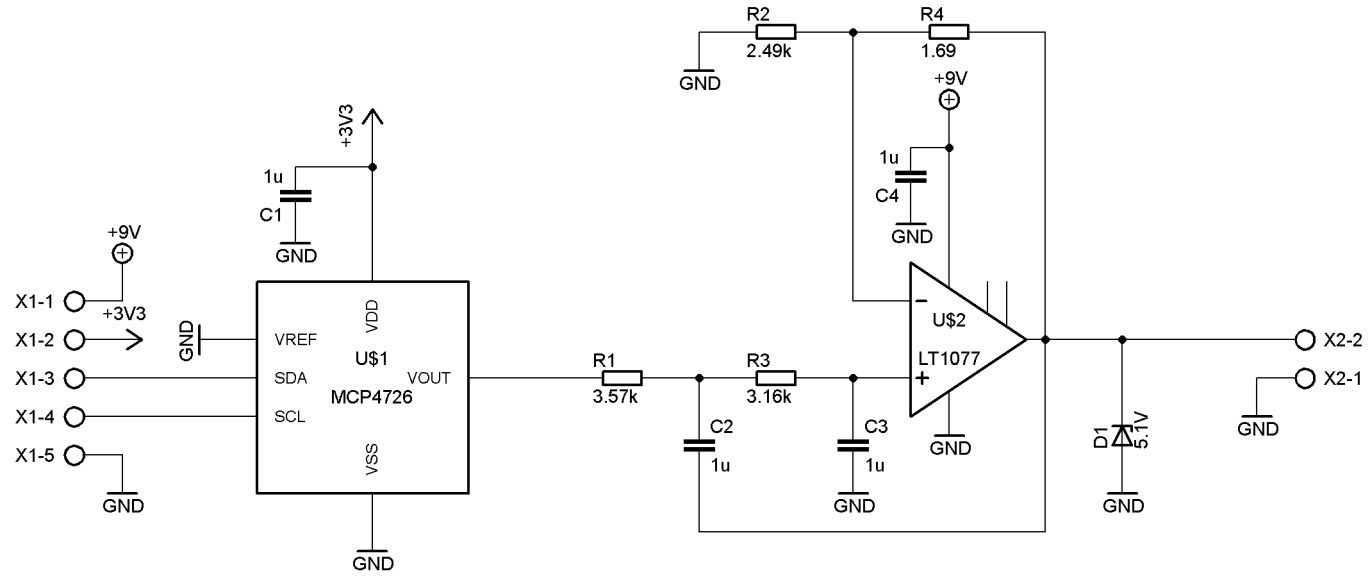 R2
2.49k
GND
R4
1.69
+9V
1u
C4
GND
+3V3
1u
C1
GND
+9V
X1-1
+3V3
X1-2
X1-3
X1-4
X1-5
GND
GND
VREF
SDA
SCL
VDD
U$1
MCP4726
VOUT
VSS
GND
R1
3.57k
R3
3.16k
C2
1u
C3
1u
GND
U$2
LT1077
GND
D1
5.1V
GND
X2-2
X2-1
GND